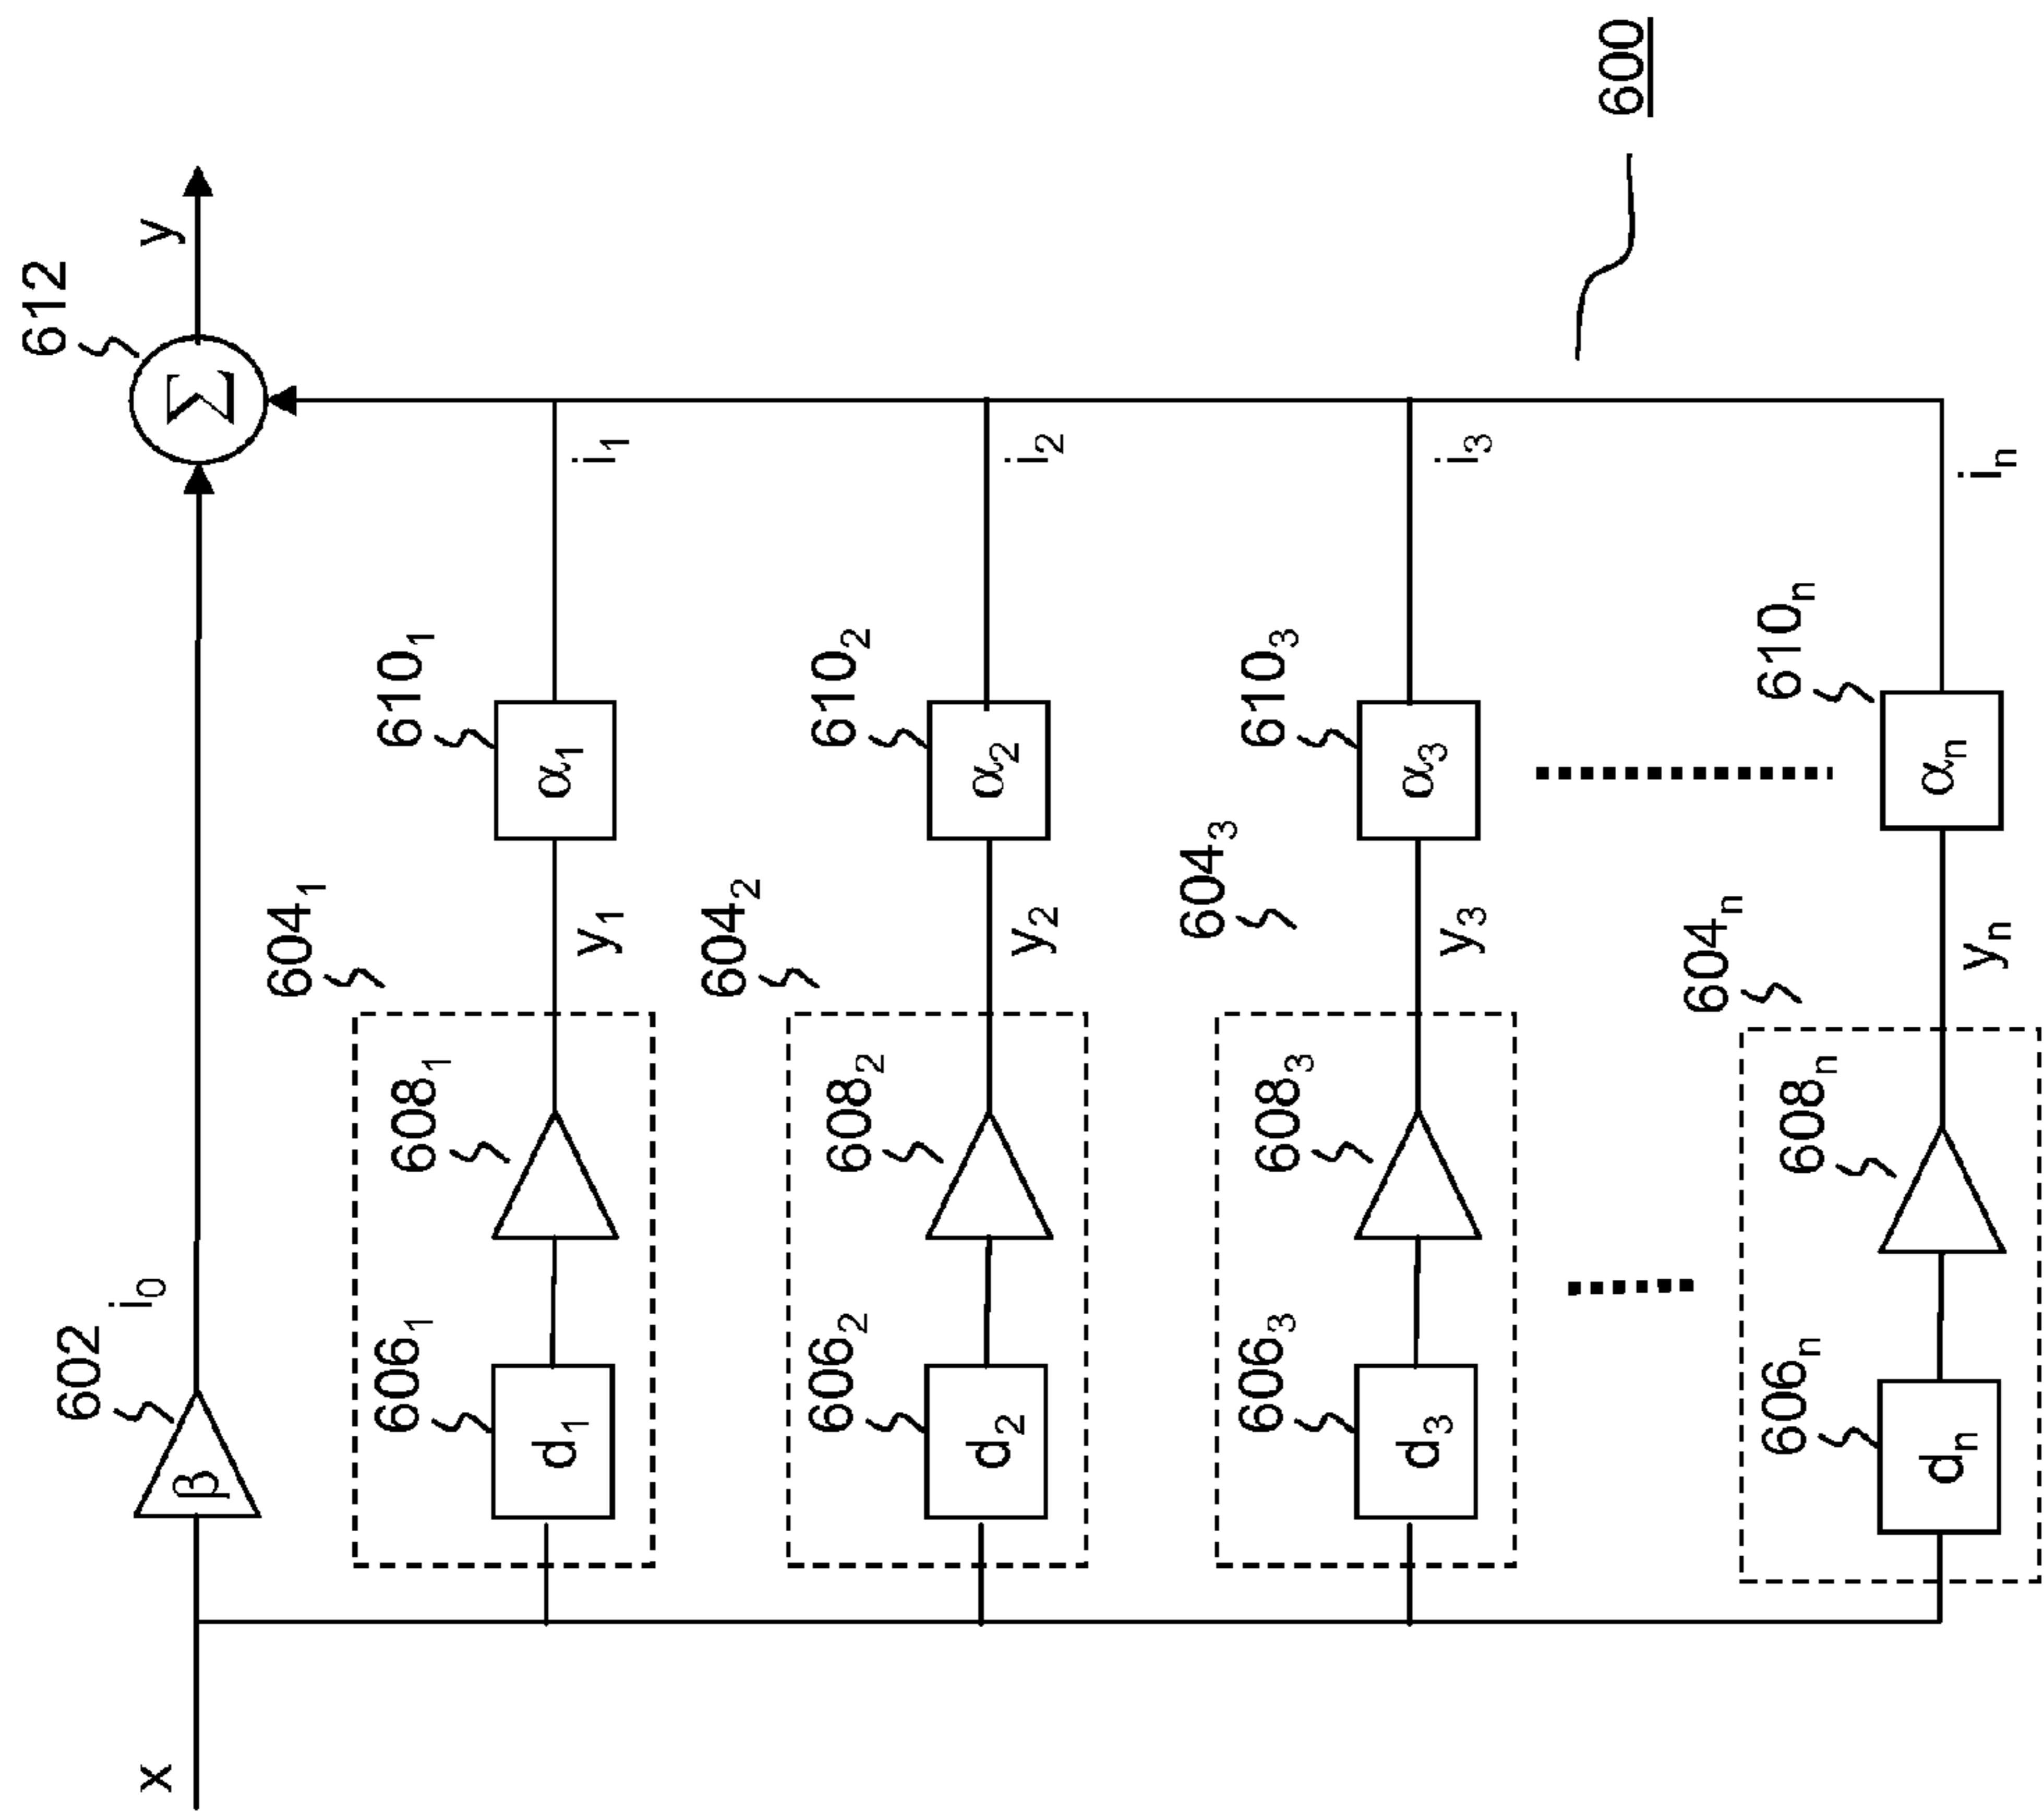 600
612
y
602
i₀
β
Σ
x
604₁
606₁
608₁
610₁
d₁
y₁
α₁
i₁
604₂
606₂
608₂
610₂
d₂
y₂
α₂
i₂
604₃
606₃
608₃
610₃
d₃
y₃
α₃
i₃
604ₙ
606ₙ
608ₙ
610ₙ
dₙ
yₙ
αₙ
iₙ